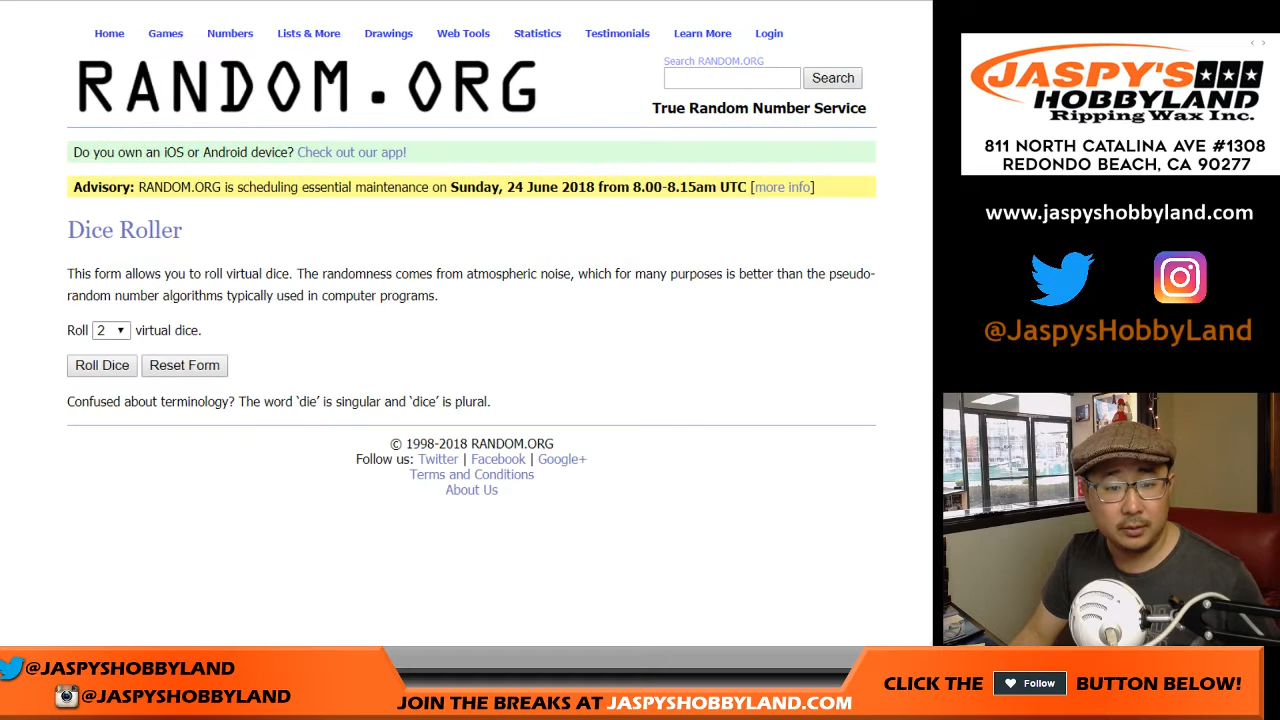 Home Games Numbers Lists & More Drawings Web Tools Statistics Testimonials Learn More Login
RANDOM.ORG
Search RANDOM.ORG
Search
True Random Number Service
Do you own an iOS or Android device? Check out our app!
Advisory: RANDOM.ORG is scheduling essential maintenance on Sunday, 24 June 2018 from 8.00-8.15am UTC [more info]
Dice Roller
This form allows you to roll virtual dice. The randomness comes from atmospheric noise, which for many purposes is better than the pseudo-
random number algorithms typically used in computer programs.
Roll 2 virtual dice.
Roll Dice Reset Form
Confused about terminology? The word ‘die’ is singular and ‘dice’ is plural.
© 1998-2018 RANDOM.ORG
Follow us: Twitter | Facebook | Google+
Terms and Conditions
About Us
JASPY'S
HOBBYLAND
Ripping Wax Inc.
811 NORTH CATALINA AVE #1308
REDONDO BEACH, CA 90277
www.jaspyshobbyland.com
@JaspysHobbyLand
@JASPYSHOBBYLAND
@JASPYSHOBBYLAND
JOIN THE BREAKS AT JASPYSHOBBYLAND.COM
CLICK THE Follow BUTTON BELOW!